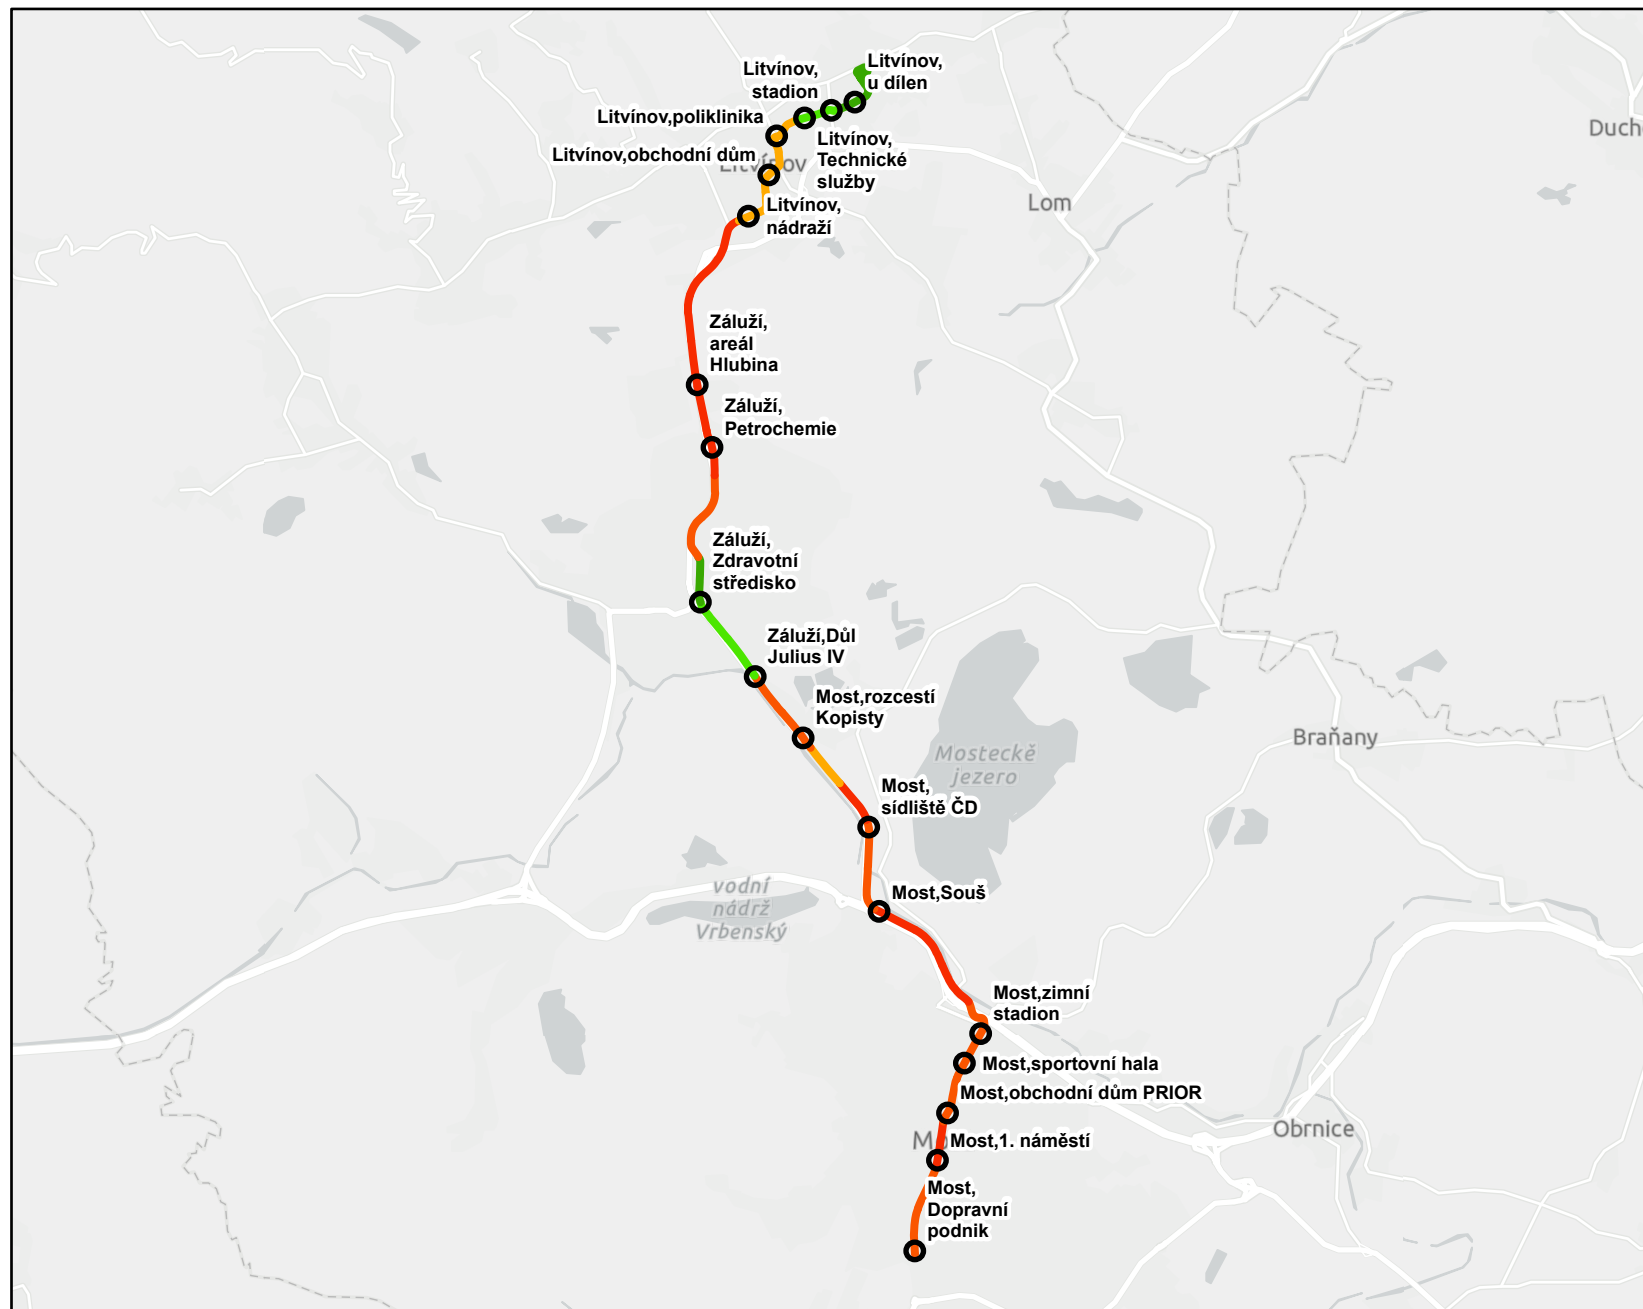 Litvínov,
u dílen
Litvínov,
stadion
Litvínov,poliklinika
Duch
Litvínov,
Technické
služby
Litvínov,obchodní dům
Litvínov
Lom
Litvínov,
nádraží
Záluží,
areál
Hlubina
Záluží,
Petrochemie
Záluží,
Zdravotní
středisko
Záluží,Důl
Julius IV
Most,rozcestí
Kopisty
Braňany
Mostecké
jezero
Most,
sídliště ČD
vodní
nádrž
Vrbenský
Most,Souš
Most,zimní
stadion
Most,sportovní hala
Most,obchodní dům PRIOR
Obrnice
Mo
Most,1. náměstí
Most,
Dopravní
podnik